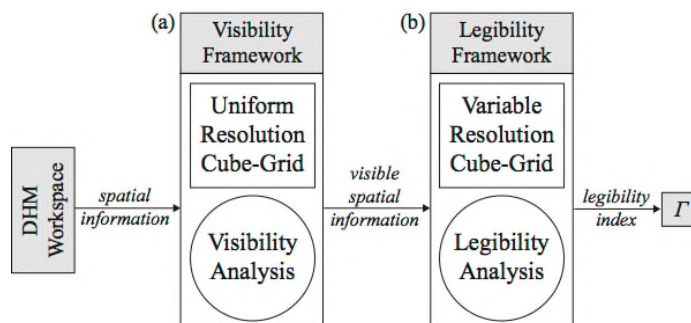 (a)
Visibility
Framework
Uniform
Resolution
Cube-Grid
Visibility
Analysis
(b)
Legibility
Framework
Variable
Resolution
Cube-Grid
Legibility
Analysis
DHM
Workspace
spatial
information
visible
spatial
information
legibility
index
Γ